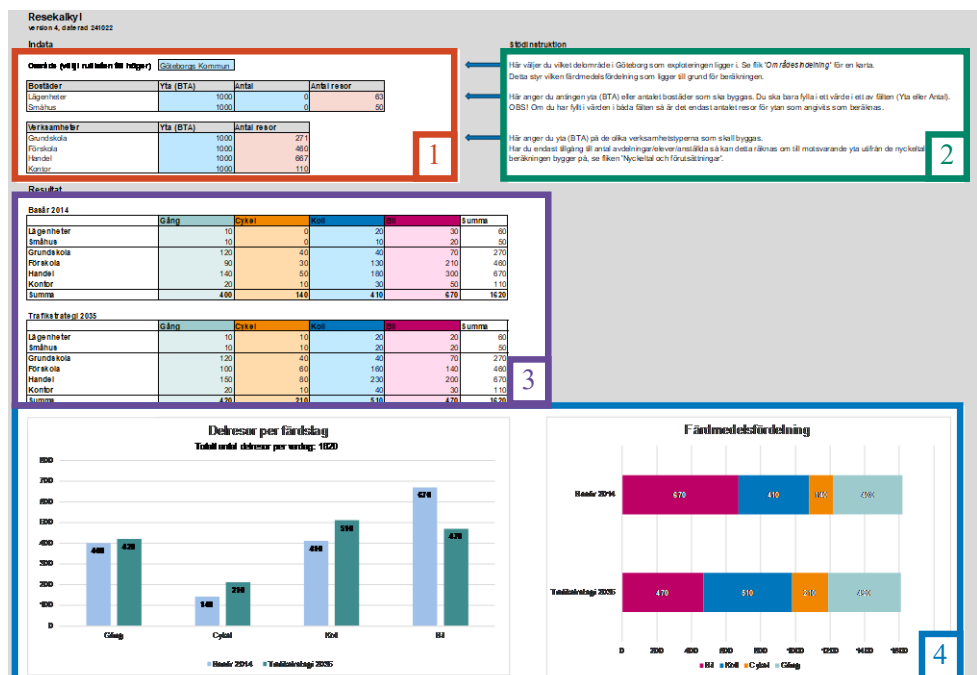 Resekalkyl
version 4, daterad 241022
Indata
Område (välj i rullisten till höger) Göteborgs Kommun
Bostäder Yta (BTA) Antal Antal resor
Lägenheter 1000 0 63
Småhus 1000 0 50
Verksamheter Yta (BTA) Antal resor
Grundskola 1000 271
Förskola 1000 460
Handel 1000 667
Kontor 1000 110
1
Stödinstruktion
Här väljer du vilket delområde i Göteborg som exploteringen ligger i. Se flik "Områdesindelning" för en karta.
Detta styr vilken färdmedelsfördelning som ligger till grund för beräkningen.
Här anger du antingen yta (BTA) eller antalet bostäder som ska byggas. Du ska bara fylla i ett värde i ett av fälten (Yta eller Antal).
OBS! Om du har fyllt i värden i båda fälten så är det endast antalet resor för ytan som angivits som beräknas.
Här anger du yta (BTA) på de olika verksamhetstyperna som skall byggas.
Har du endast tillgång till antal avdelningar/elever/anställda så kan detta räknas om till motsvarande yta utifrån de nyckeltal
beräkningen bygger på, se fliken "Nyckeltal och förutsättningar".
2
Resultat
Basår 2014
Gång Cykel Koll Bil Summa
Lägenheter 10 0 20 30 60
Småhus 10 0 10 20 50
Grundskola 120 40 40 70 270
Förskola 90 30 130 210 460
Handel 140 50 180 300 670
Kontor 20 10 30 50 110
Summa 400 140 410 670 1620
Trafikstrategi 2035
Gång Cykel Koll Bil Summa
Lägenheter 10 10 20 20 60
Småhus 10 10 20 20 50
Grundskola 120 40 40 70 270
Förskola 100 60 160 140 460
Handel 150 80 230 200 670
Kontor 20 10 40 30 110
Summa 420 210 510 470 1620
3
Delresor per färdslag
Totalt antal delresor per vardag: 1620
800
700
600
500
400
300
200
100
0
400 420
140 210
410 510
670 470
Gång Cykel Koll Bil
Basår 2014 Trafikstrategi 2035
Färdmedelsfördelning
Basår 2014 670 410 140 400
Trafikstrategi 2035 470 510 210 420
0 200 400 600 800 1000 1200 1400 1600
Bil Koll Cykel Gång
4